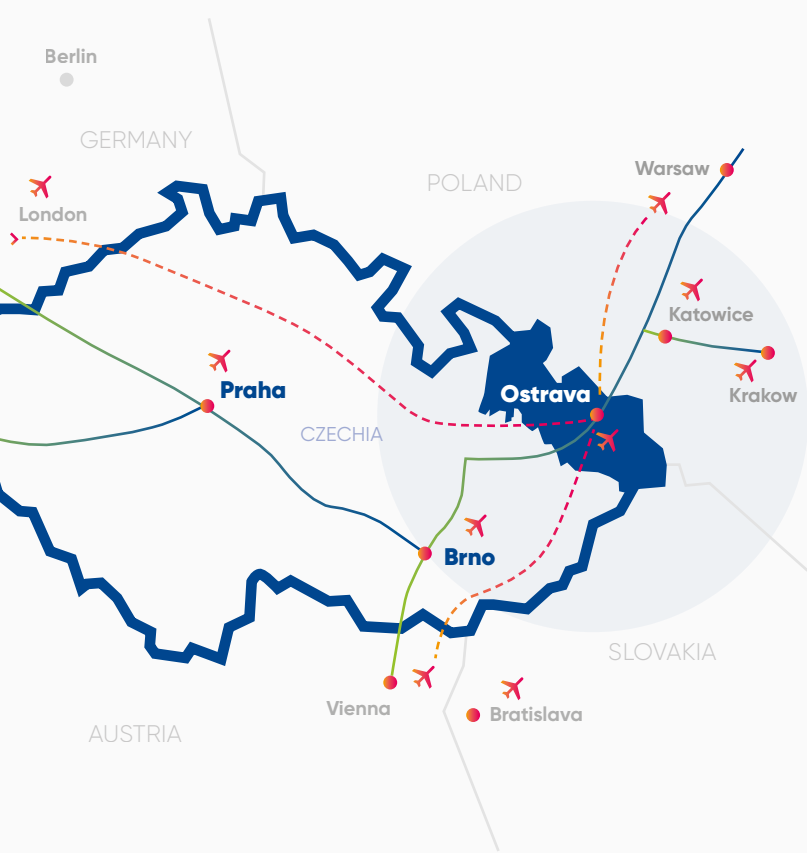 Berlin
GERMANY
Warsaw
POLAND
London
Katowice
Praha
Ostrava
Krakow
CZECHIA
Brno
SLOVAKIA
Vienna
Bratislava
AUSTRIA